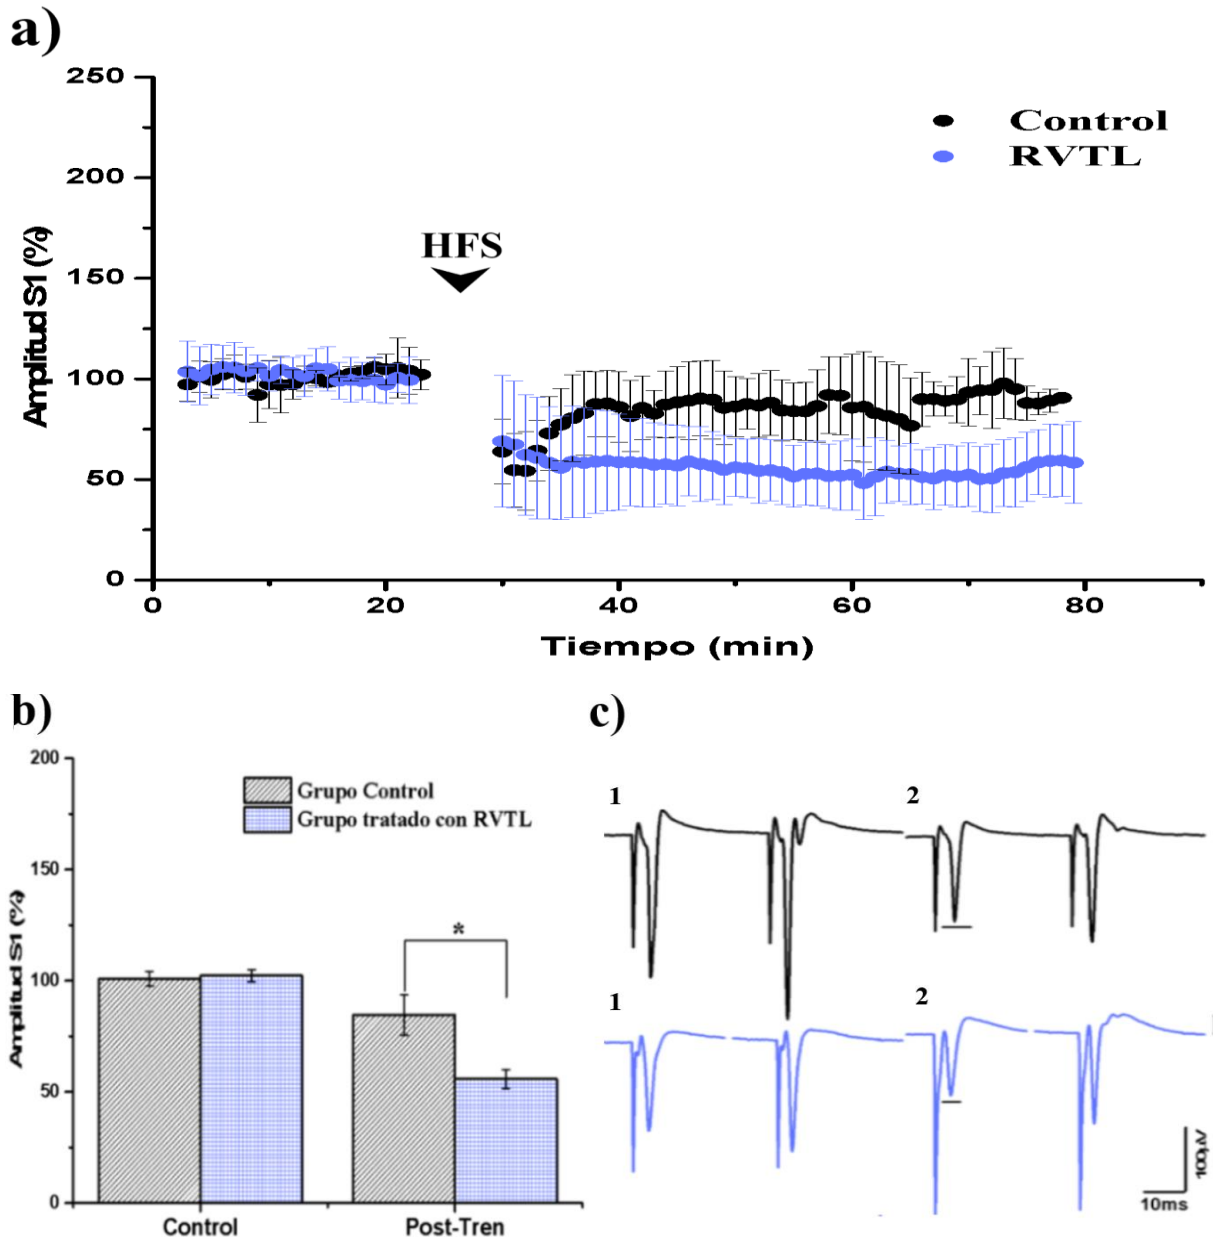 a)
250
200
150
100
50
0
Amplitud S1 (%)
Control
RVTL
HFS
0
20
40
60
80
Tiempo (min)
b)
200
150
100
50
0
Amplitud S1 (%)
Grupo Control
Grupo tratado con RVTL
*
Control
Post-Tren
c)
1
2
1
2
100µV
10ms